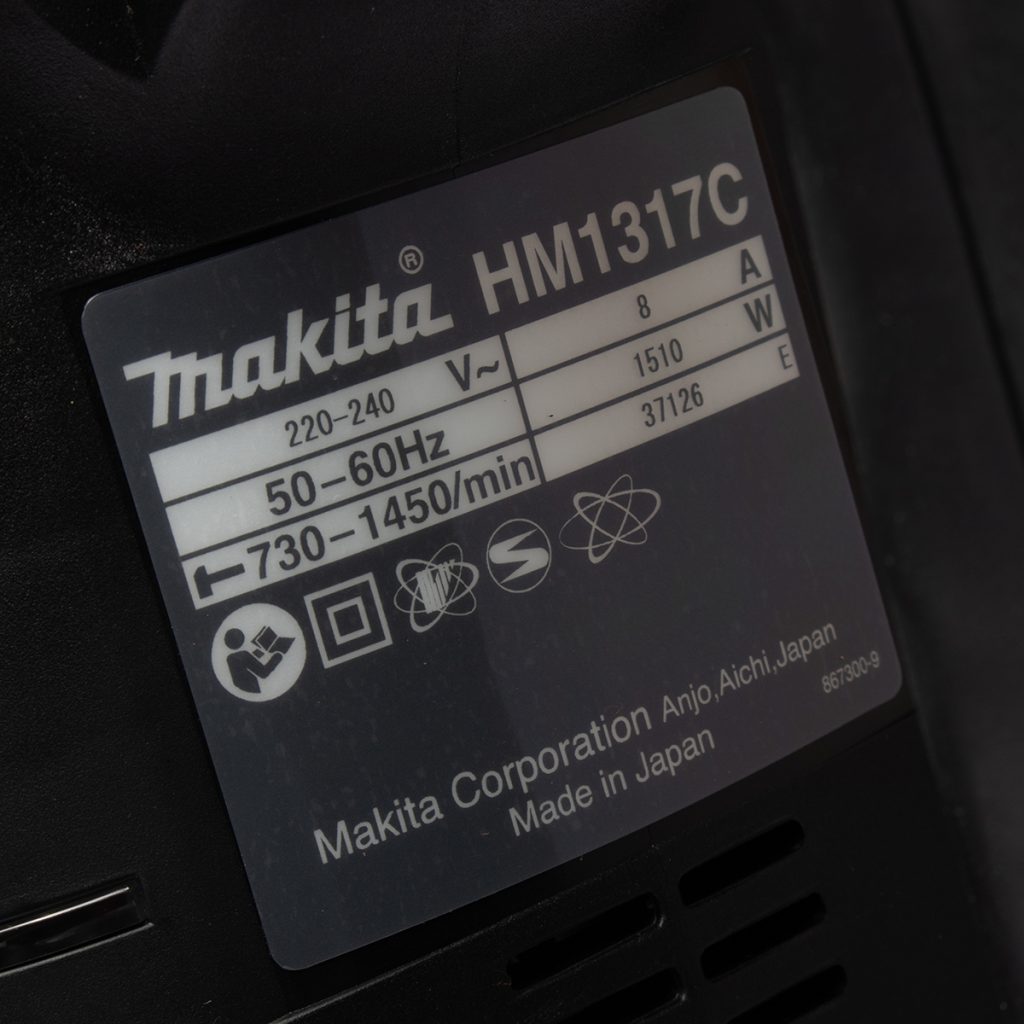 makita® HM1317C
220-240 V~ 8 A
50-60Hz 1510 W
730-1450/min 37126 E
Makita Corporation Anjo,Aichi,Japan
Made in Japan 867300-9